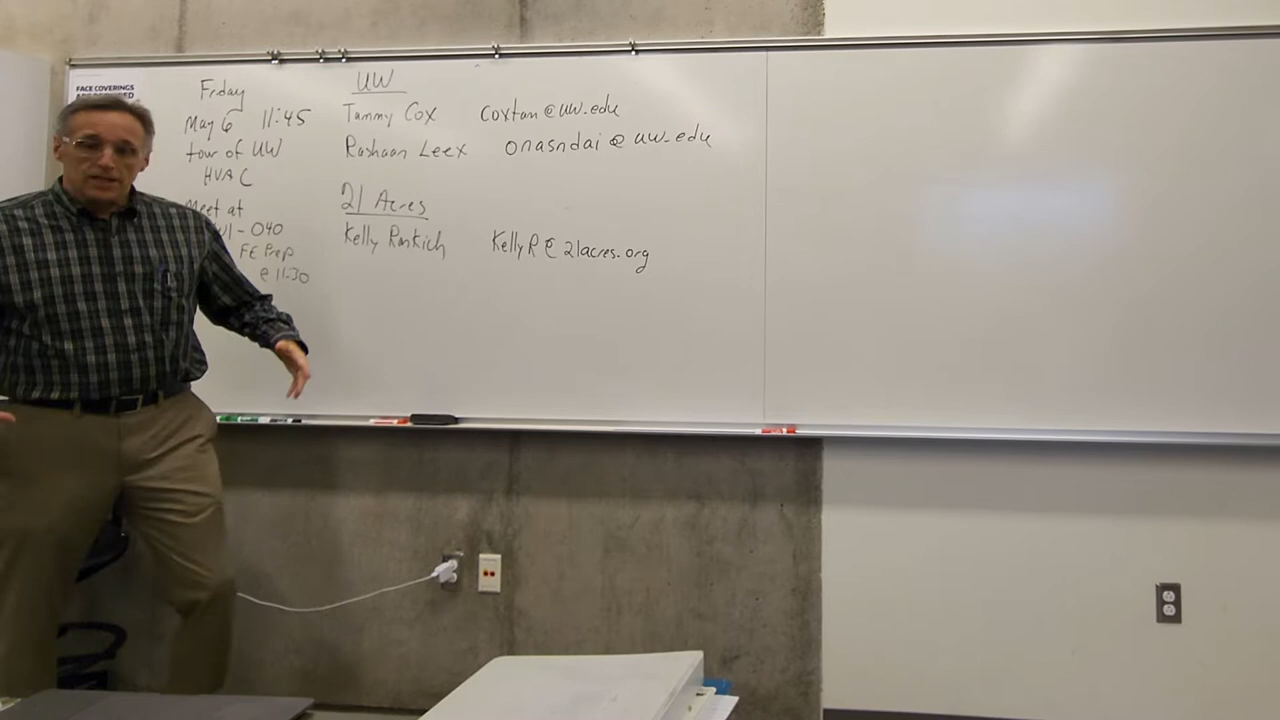 FACE COVERINGS
Friday
May 6 11:45
tour of UW
HVAC
Meet at
- 040
FE Prep
@ 11:30
UW
Tammy Cox coxtam@uw.edu
Rashaan Leex onasndai@uw.edu
21 Acres
Kelly Rankich KellyR@21acres.org